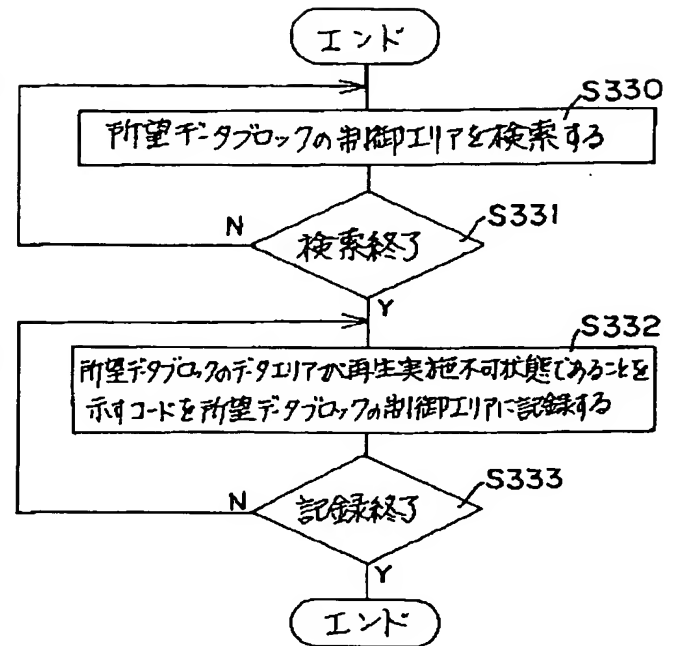 エンド
S330
所望データブロックの制御エリアを検索する
S331
N
検索終了
Y
S332
所望データブロックのデータエリアが再生実施不可状態であることを
示すコードを所望データブロックの制御エリアに記録する
S333
N
記録終了
Y
エンド